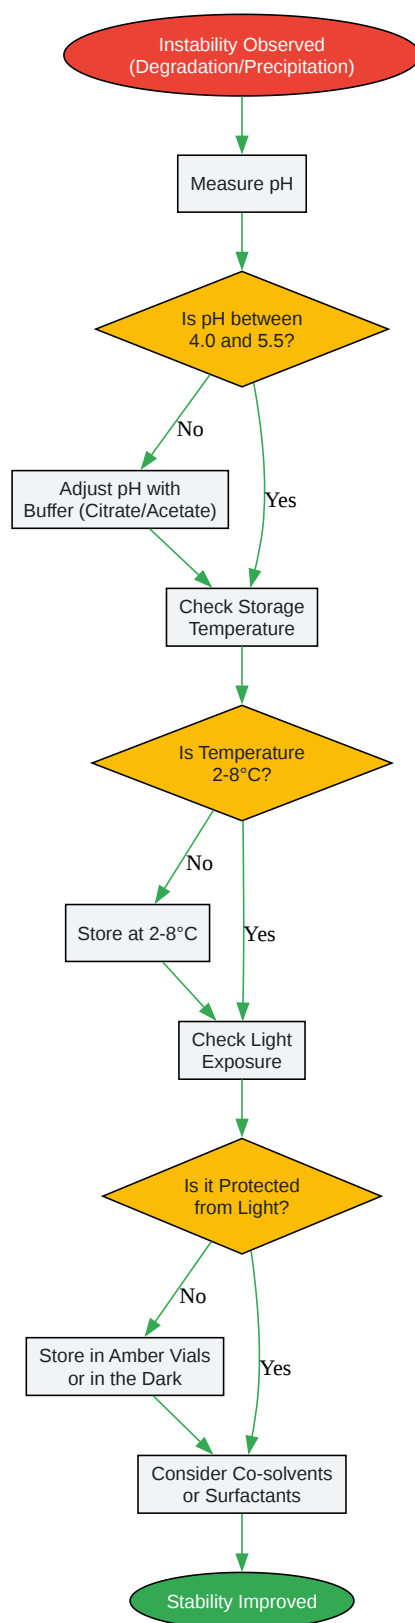 Instability Observed
(Degradation/Precipitation)
Measure pH
Is pH between
4.0 and 5.5?
No
Yes
Adjust pH with
Buffer (Citrate/Acetate)
Check Storage
Temperature
Is Temperature
2-8°C?
No
Yes
Store at 2-8°C
Check Light
Exposure
Is it Protected
from Light?
No
Yes
Store in Amber Vials
or in the Dark
Consider Co-solvents
or Surfactants
Stability Improved